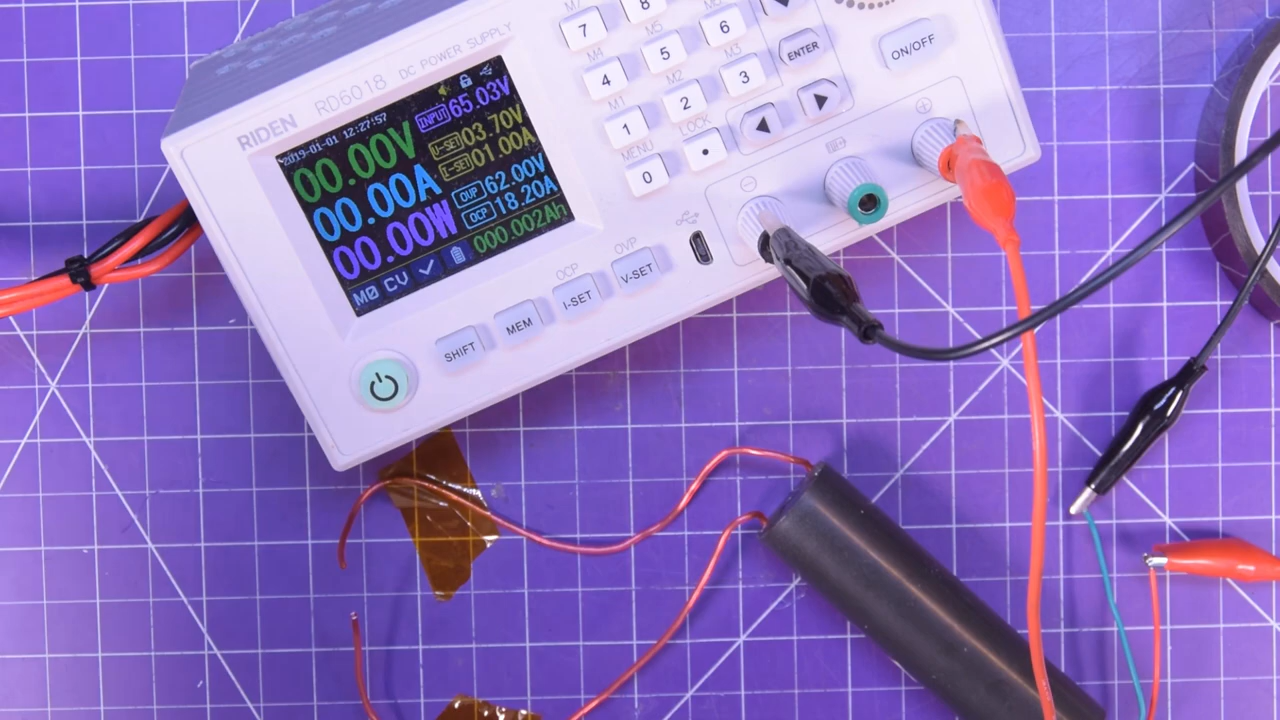 RIDEN RD6018 DC POWER SUPPLY
2019-01-01 12:27:57
00.00V
00.00A
00.00W
INPUT 65.03V
U-SET 03.70V
I-SET 01.00A
OVP 62.00V
OCP 18.20A
000.002Ah
M0 CV
M7
7
8
M6
6
M4
4
M5
5
M3
3
M1
1
M2
2
MENU
0
LOCK
ENTER
ON/OFF
SHIFT
MEM
OCP
I-SET
OVP
V-SET